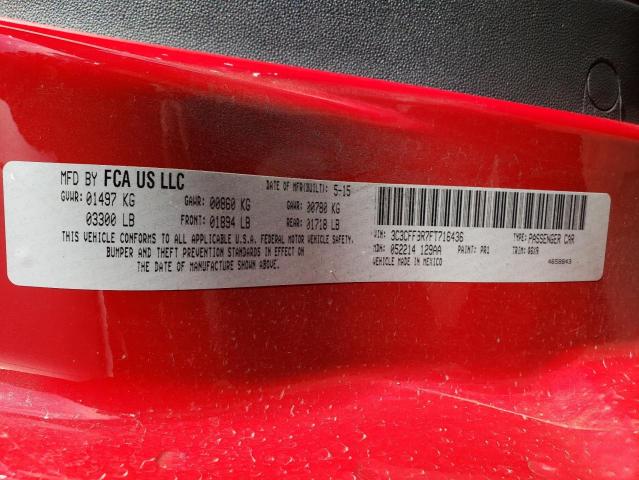 MFD BY FCA US LLC DATE OF MFR(BUILT): 5-15
GVWR: 01497 KG GAWR: 00860 KG GAWR: 00780 KG
03300 LB FRONT: 01894 LB REAR: 01718 LB
THIS VEHICLE CONFORMS TO ALL APPLICABLE U.S.A. FEDERAL MOTOR VEHICLE SAFETY,
BUMPER AND THEFT PREVENTION STANDARDS IN EFFECT ON
THE DATE OF MANUFACTURE SHOWN ABOVE.
VIN: 3C3CFF9R7FT716436 TYPE: PASSENGER CAR
MDH: 052214 129AA PAINT: PR1 TRIM:
VEHICLE MADE IN MEXICO 4658843